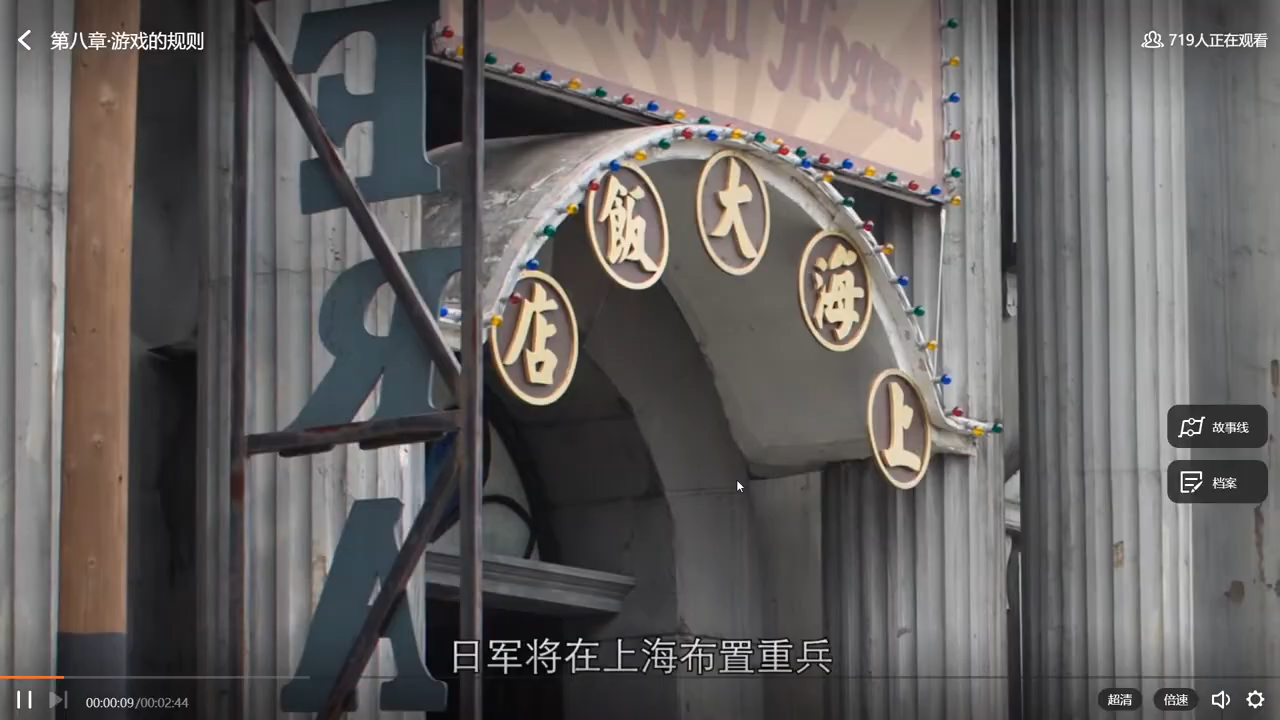 第八章·游戏的规则
719人正在观看
上海大飯店
故事线
档案
日军将在上海布置重兵
00:00:09/00:02:44
超清
倍速